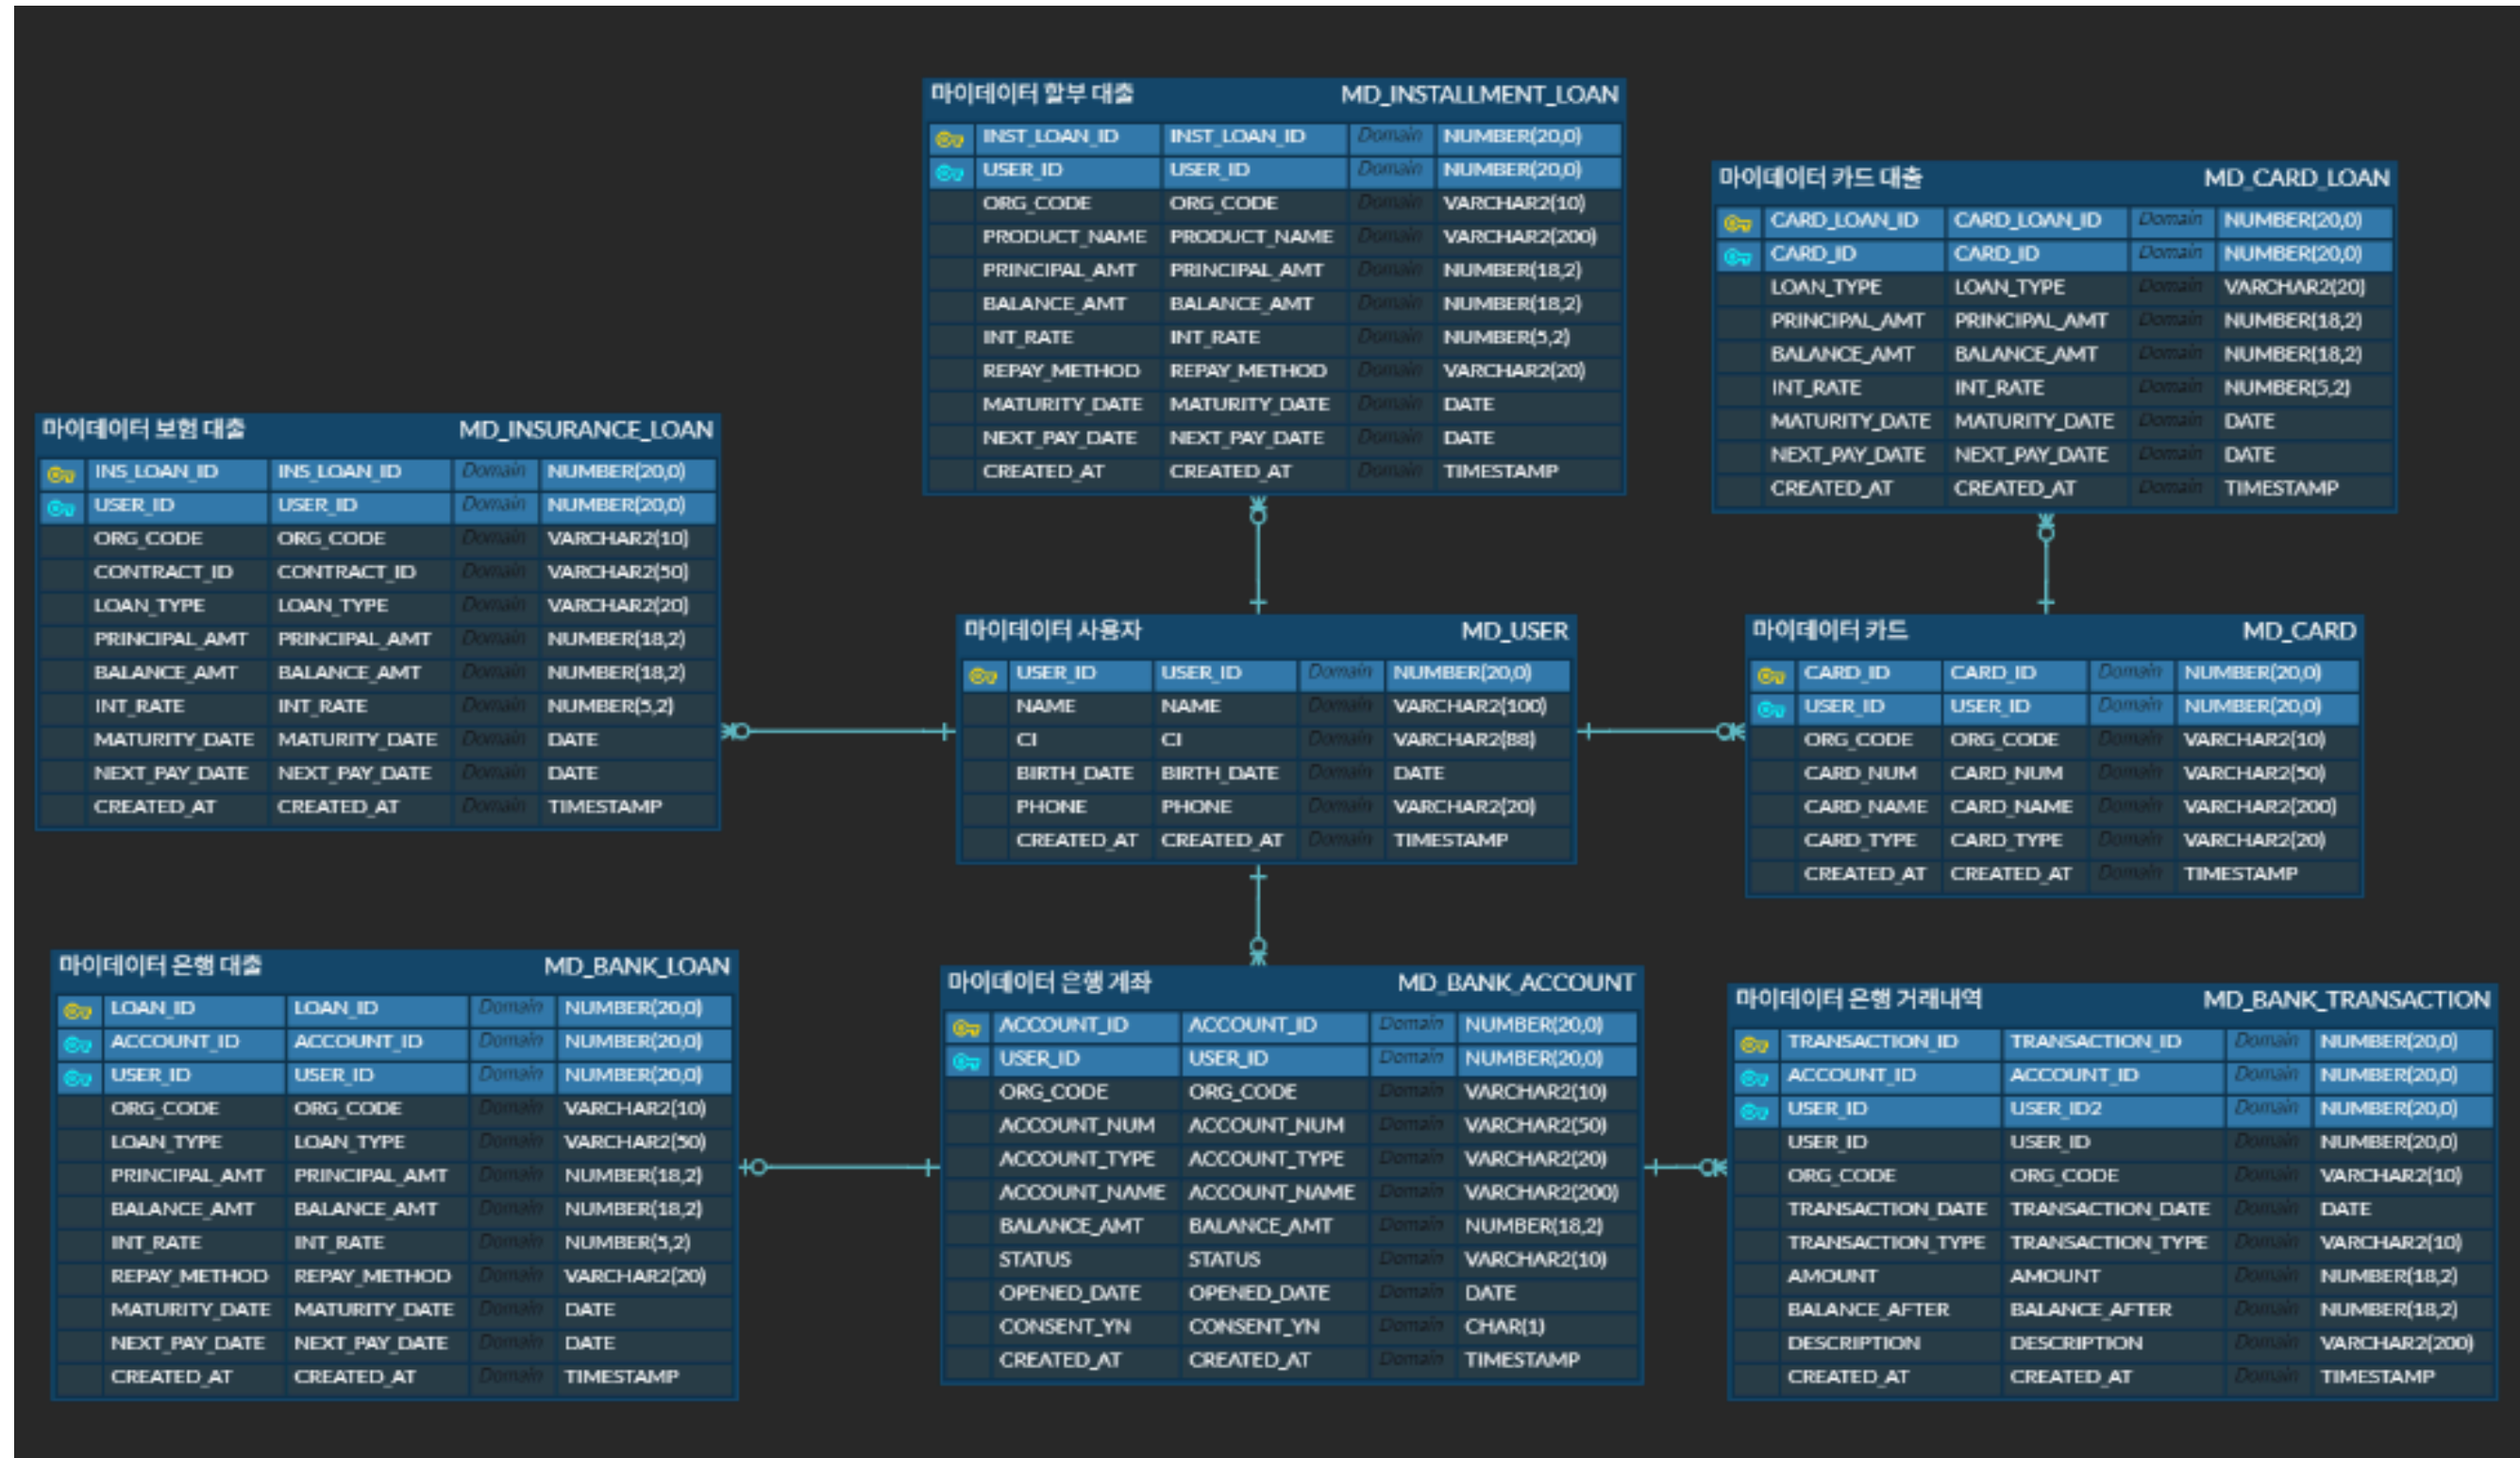 마이데이터 할부 대출 MD_INSTALLMENT_LOAN
INST_LOAN_ID INST_LOAN_ID Domain NUMBER(20,0)
USER_ID USER_ID Domain NUMBER(20,0)
ORG_CODE ORG_CODE Domain VARCHAR2(10)
PRODUCT_NAME PRODUCT_NAME Domain VARCHAR2(200)
PRINCIPAL_AMT PRINCIPAL_AMT Domain NUMBER(18,2)
BALANCE_AMT BALANCE_AMT Domain NUMBER(18,2)
INT_RATE INT_RATE Domain NUMBER(5,2)
REPAY_METHOD REPAY_METHOD Domain VARCHAR2(20)
MATURITY_DATE MATURITY_DATE Domain DATE
NEXT_PAY_DATE NEXT_PAY_DATE Domain DATE
CREATED_AT CREATED_AT Domain TIMESTAMP
마이데이터 카드 대출 MD_CARD_LOAN
CARD_LOAN_ID CARD_LOAN_ID Domain NUMBER(20,0)
CARD_ID CARD_ID Domain NUMBER(20,0)
LOAN_TYPE LOAN_TYPE Domain VARCHAR2(20)
PRINCIPAL_AMT PRINCIPAL_AMT Domain NUMBER(18,2)
BALANCE_AMT BALANCE_AMT Domain NUMBER(18,2)
INT_RATE INT_RATE Domain NUMBER(5,2)
MATURITY_DATE MATURITY_DATE Domain DATE
NEXT_PAY_DATE NEXT_PAY_DATE Domain DATE
CREATED_AT CREATED_AT Domain TIMESTAMP
마이데이터 보험 대출 MD_INSURANCE_LOAN
INS_LOAN_ID INS_LOAN_ID Domain NUMBER(20,0)
USER_ID USER_ID Domain NUMBER(20,0)
ORG_CODE ORG_CODE Domain VARCHAR2(10)
CONTRACT_ID CONTRACT_ID Domain VARCHAR2(50)
LOAN_TYPE LOAN_TYPE Domain VARCHAR2(20)
PRINCIPAL_AMT PRINCIPAL_AMT Domain NUMBER(18,2)
BALANCE_AMT BALANCE_AMT Domain NUMBER(18,2)
INT_RATE INT_RATE Domain NUMBER(5,2)
MATURITY_DATE MATURITY_DATE Domain DATE
NEXT_PAY_DATE NEXT_PAY_DATE Domain DATE
CREATED_AT CREATED_AT Domain TIMESTAMP
마이데이터 사용자 MD_USER
USER_ID USER_ID Domain NUMBER(20,0)
NAME NAME Domain VARCHAR2(100)
CI CI Domain VARCHAR2(88)
BIRTH_DATE BIRTH_DATE Domain DATE
PHONE PHONE Domain VARCHAR2(20)
CREATED_AT CREATED_AT Domain TIMESTAMP
마이데이터 카드 MD_CARD
CARD_ID CARD_ID Domain NUMBER(20,0)
USER_ID USER_ID Domain NUMBER(20,0)
ORG_CODE ORG_CODE Domain VARCHAR2(10)
CARD_NUM CARD_NUM Domain VARCHAR2(50)
CARD_NAME CARD_NAME Domain VARCHAR2(200)
CARD_TYPE CARD_TYPE Domain VARCHAR2(20)
CREATED_AT CREATED_AT Domain TIMESTAMP
마이데이터 은행 대출 MD_BANK_LOAN
LOAN_ID LOAN_ID Domain NUMBER(20,0)
ACCOUNT_ID ACCOUNT_ID Domain NUMBER(20,0)
USER_ID USER_ID Domain NUMBER(20,0)
ORG_CODE ORG_CODE Domain VARCHAR2(10)
LOAN_TYPE LOAN_TYPE Domain VARCHAR2(50)
PRINCIPAL_AMT PRINCIPAL_AMT Domain NUMBER(18,2)
BALANCE_AMT BALANCE_AMT Domain NUMBER(18,2)
INT_RATE INT_RATE Domain NUMBER(5,2)
REPAY_METHOD REPAY_METHOD Domain VARCHAR2(20)
MATURITY_DATE MATURITY_DATE Domain DATE
NEXT_PAY_DATE NEXT_PAY_DATE Domain DATE
CREATED_AT CREATED_AT Domain TIMESTAMP
마이데이터 은행 계좌 MD_BANK_ACCOUNT
ACCOUNT_ID ACCOUNT_ID Domain NUMBER(20,0)
USER_ID USER_ID Domain NUMBER(20,0)
ORG_CODE ORG_CODE Domain VARCHAR2(10)
ACCOUNT_NUM ACCOUNT_NUM Domain VARCHAR2(50)
ACCOUNT_TYPE ACCOUNT_TYPE Domain VARCHAR2(20)
ACCOUNT_NAME ACCOUNT_NAME Domain VARCHAR2(200)
BALANCE_AMT BALANCE_AMT Domain NUMBER(18,2)
STATUS STATUS Domain VARCHAR2(10)
OPENED_DATE OPENED_DATE Domain DATE
CONSENT_YN CONSENT_YN Domain CHAR(1)
CREATED_AT CREATED_AT Domain TIMESTAMP
마이데이터 은행 거래내역 MD_BANK_TRANSACTION
TRANSACTION_ID TRANSACTION_ID Domain NUMBER(20,0)
ACCOUNT_ID ACCOUNT_ID Domain NUMBER(20,0)
USER_ID USER_ID2 Domain NUMBER(20,0)
USER_ID USER_ID Domain NUMBER(20,0)
ORG_CODE ORG_CODE Domain VARCHAR2(10)
TRANSACTION_DATE TRANSACTION_DATE Domain DATE
TRANSACTION_TYPE TRANSACTION_TYPE Domain VARCHAR2(10)
AMOUNT AMOUNT Domain NUMBER(18,2)
BALANCE_AFTER BALANCE_AFTER Domain NUMBER(18,2)
DESCRIPTION DESCRIPTION Domain VARCHAR2(200)
CREATED_AT CREATED_AT Domain TIMESTAMP